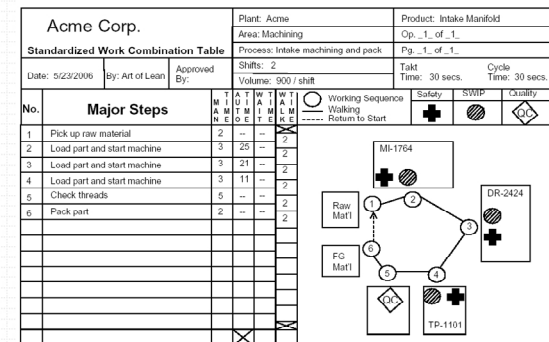 Acme Corp.
Standardized Work Combination Table
Date: 5/23/2006
By: Art of Lean
Approved
By:
Plant: Acme
Area: Machining
Process: Intake machining and pack
Shifts: 2
Volume: 900 / shift
Product: Intake Manifold
Op. _1_ of _1_
Pg. _1_ of _1_
Takt
Time: 30 secs.
Cycle
Time: 30 secs.
No.
Major Steps
MAN TIME
AUTO TIME
WAIT TIME
WALK TIME
Working Sequence
Walking
Return to Start
Safety
SWIP
Quality
QC
1 Pick up raw material 2 -- -- 2
2 Load part and start machine 3 25 -- 2
3 Load part and start machine 3 21 -- 2
4 Load part and start machine 3 11 -- 2
5 Check threads 5 -- -- 2
6 Pack part 2 -- -- 2
MI-1764
DR-2424
Raw
Mat'l
1
2
3
6
FG
Mat'l
5
4
QC
TP-1101